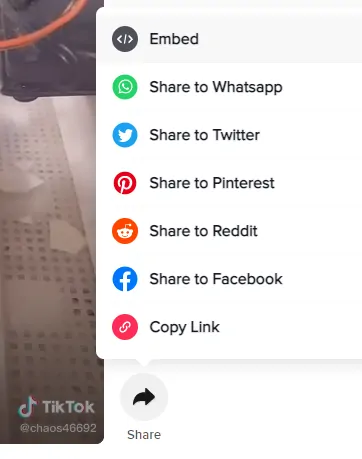 Embed
Share to Whatsapp
Share to Twitter
Share to Pinterest
Share to Reddit
Share to Facebook
Copy Link
TikTok
@chaos46692
Share